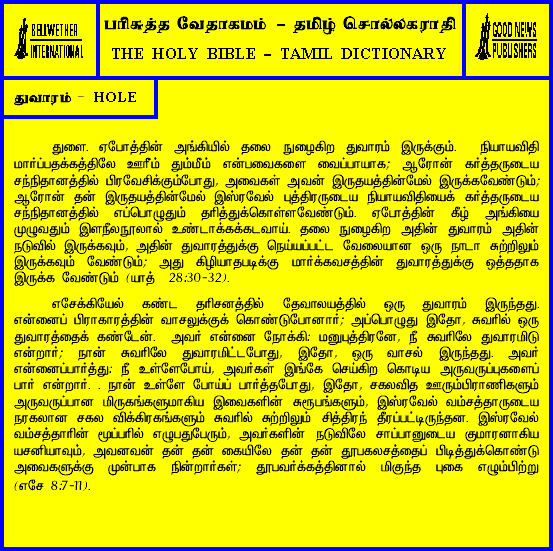 BELLWETHER
INTERNATIONAL
பரிசுத்த வேதாகமம் – தமிழ் சொல்லகராதி
THE HOLY BIBLE – TAMIL DICTIONARY
GOOD NEWS
PUBLISHERS
துவாரம் – HOLE
துளை. ஏபோத்தின் அங்கியில் தலை நுழைகிற துவாரம் இருக்கும். நியாயவிதி
மார்ப்பதக்கத்திலே ஊரீம் தும்மீம் என்பவைகளை வைப்பாயாக; ஆரோன் கர்த்தருடைய
சந்நிதானத்தில் பிரவேசிக்கும்போது, அவைகள் அவன் இருதயத்தின்மேல் இருக்கவேண்டும்;
ஆரோன் தன் இருதயத்தின்மேல் இஸ்ரவேல் புத்திரருடைய நியாயவிதியைக் கர்த்தருடைய
சந்நிதானத்தில் எப்பொழுதும் தரித்துக்கொள்ளவேண்டும். ஏபோத்தின் கீழ் அங்கியை
முழுவதும் இளநீலநூலால் உண்டாக்கக்கடவாய். தலை நுழைகிற அதின் துவாரம் அதின்
நடுவில் இருக்கவும், அதின் துவாரத்துக்கு நெய்யப்பட்ட வேலையான ஒரு நாடா சுற்றிலும்
இருக்கவும் வேண்டும்; அது கிழியாதபடிக்கு மார்க்கவசத்தின் துவாரத்துக்கு ஒத்ததாக
இருக்க வேண்டும் (யாத் 28:30-32).
எசேக்கியேல் கண்ட தரிசனத்தில் தேவாலயத்தில் ஒரு துவாரம் இருந்தது.
என்னைப் பிராகாரத்தின் வாசலுக்குக் கொண்டுபோனார்; அப்பொழுது இதோ, சுவரில் ஒரு
துவாரத்தைக் கண்டேன். அவர் என்னை நோக்கி: மனுபுத்திரனே, நீ சுவரிலே துவாரமிடு
என்றார்; நான் சுவரிலே துவாரமிட்டபோது, இதோ, ஒரு வாசல் இருந்தது. அவர்
என்னைப்பார்த்து: நீ உள்ளேபோய், அவர்கள் இங்கே செய்கிற கொடிய அருவருப்புகளைப்
பார் என்றார். . நான் உள்ளே போய்ப் பார்த்தபோது, இதோ, சகலவித ஊரும்பிராணிகளும்
அருவருப்பான மிருகங்களுமாகிய இவைகளின் சுரூபங்களும், இஸ்ரவேல் வம்சத்தாருடைய
நரகலான சகல விக்கிரகங்களும் சுவரில் சுற்றிலும் சித்திரந் தீரப்பட்டிருந்தன. இஸ்ரவேல்
வம்சத்தாரின் மூப்பரில் எழுபதுபேரும், அவர்களின் நடுவிலே சாப்பானுடைய குமாரனாகிய
யசனியாவும், அவனவன் தன் தன் கையிலே தன் தன் தூபகலசத்தைப் பிடித்துக்கொண்டு
அவைகளுக்கு முன்பாக நின்றார்கள்; தூபவர்க்கத்தினால் மிகுந்த புகை எழும்பிற்று
(எசே 8:7-11).